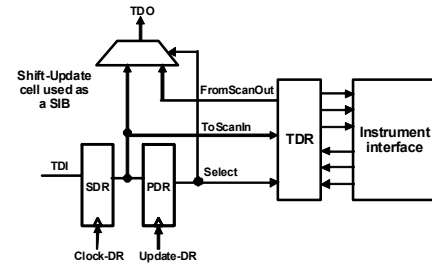 TDO
Shift-Update
cell used as
a SIB
FromScanOut
ToScanIn
TDR
Instrument
interface
TDI
SDR
PDR
Select
Clock-DR
Update-DR